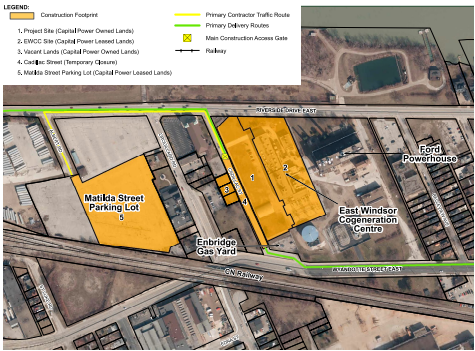 LEGEND:
Construction Footprint
1. Project Site (Capital Power Owned Lands)
2. EWCC Site (Capital Power Leased Lands)
3. Vacant Lands (Capital Power Owned Lands)
4. Cadillac Street (Temporary Closure)
5. Matilda Street Parking Lot (Capital Power Leased Lands)
Primary Contractor Traffic Route
Primary Delivery Routes
Main Construction Access Gate
Railway
RIVERSIDE DRIVE EAST
Ford
Powerhouse
1
2
3
4
Matilda Street
Parking Lot
5
East Windsor
Cogeneration
Centre
Enbridge
Gas Yard
CN Railway
WYANDOTTE STREET EAST